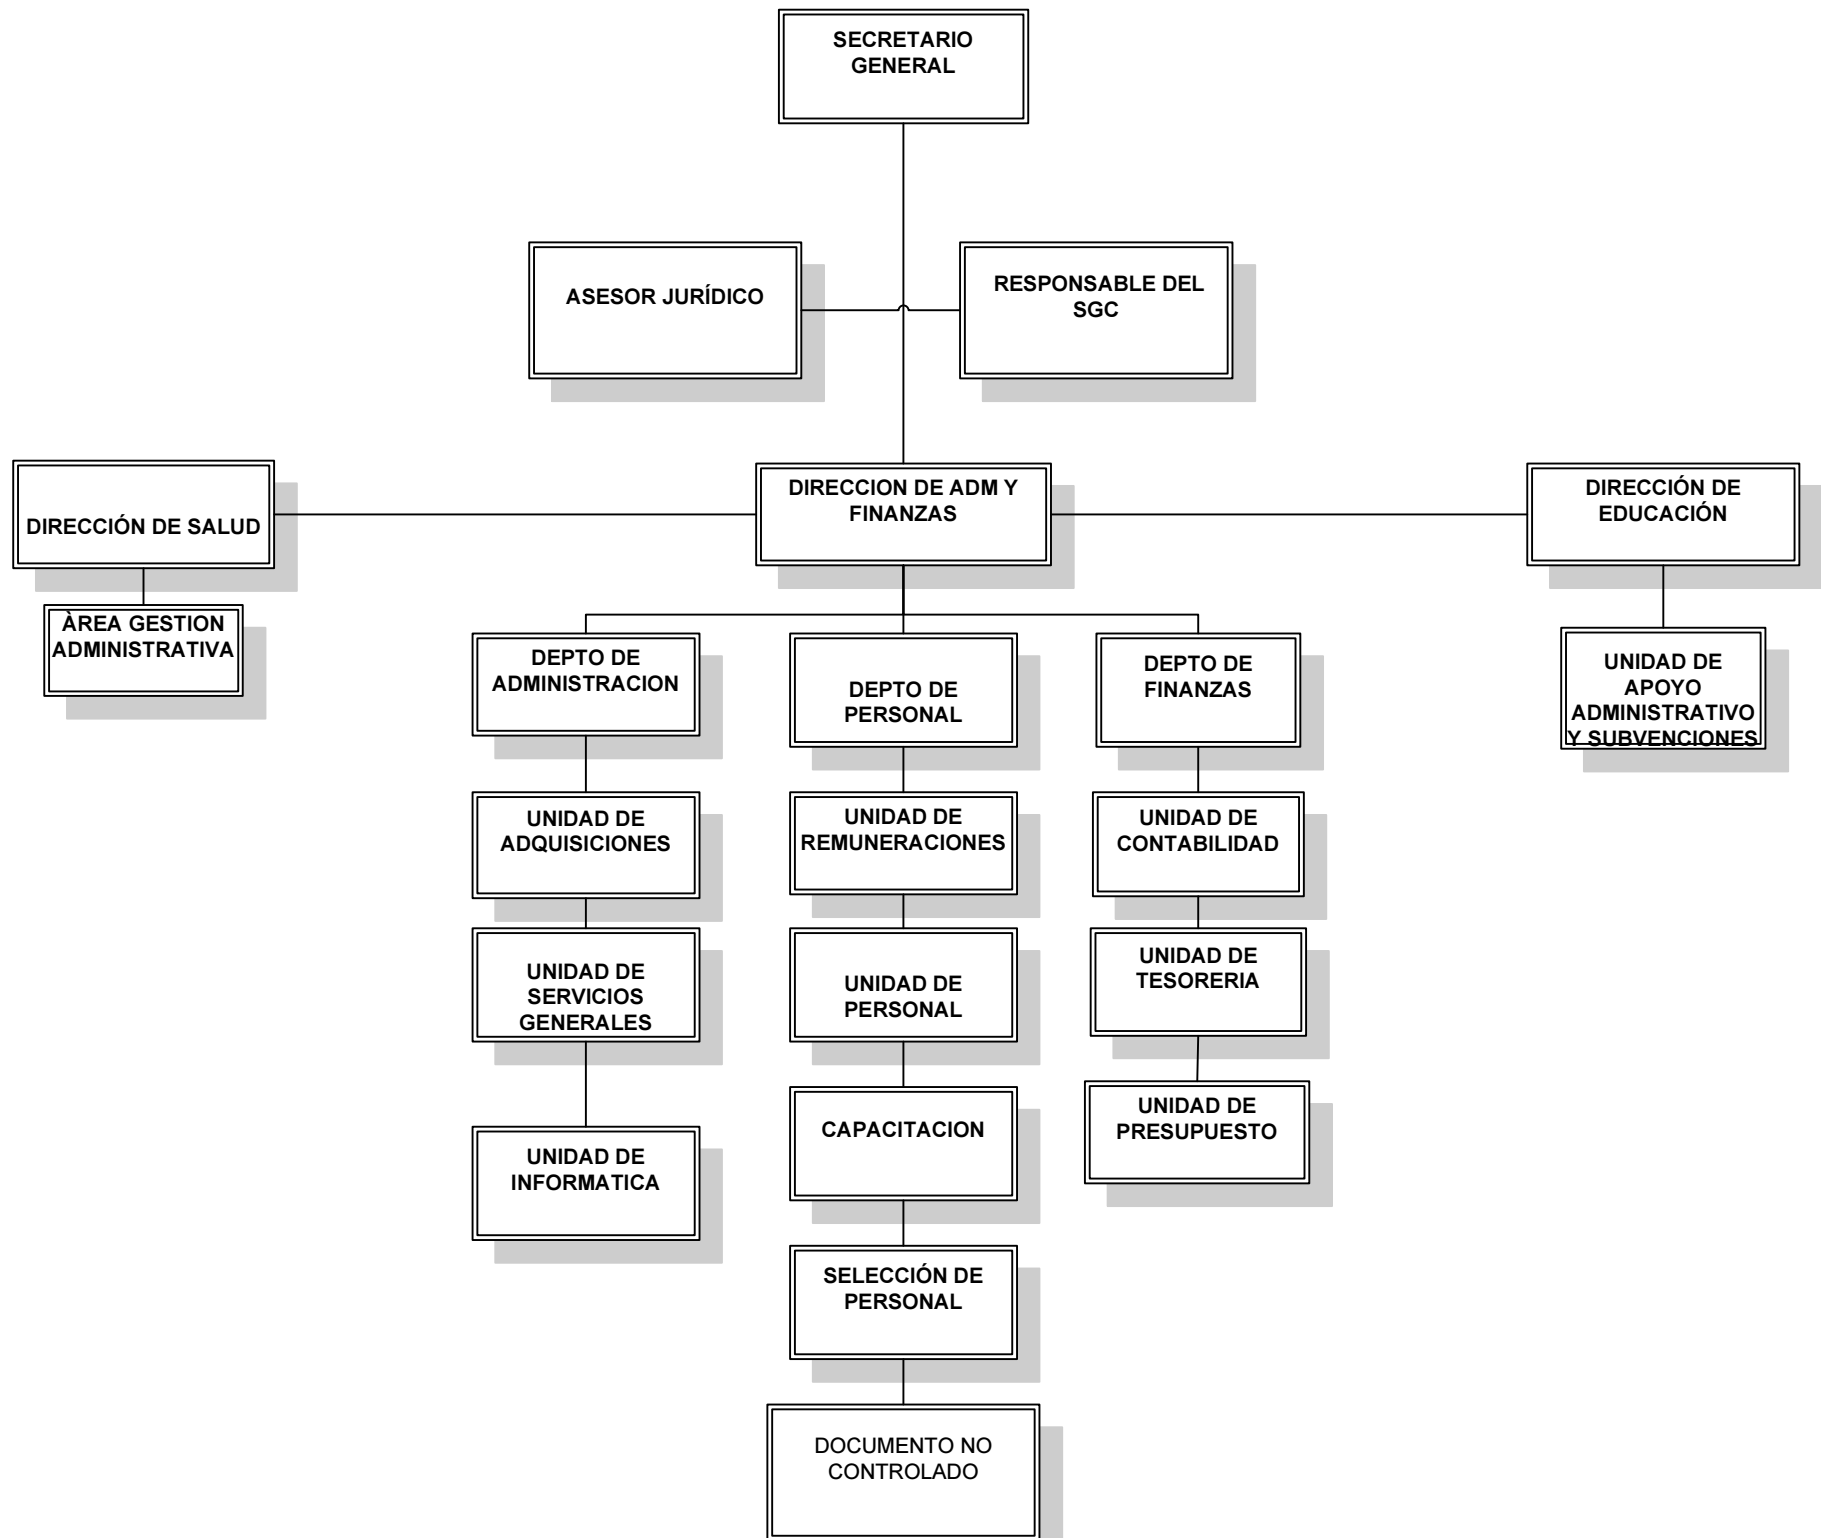 SECRETARIO
GENERAL
ASESOR JURÍDICO
RESPONSABLE DEL
SGC
DIRECCIÓN DE SALUD
DIRECCION DE ADM Y
FINANZAS
DIRECCIÓN DE
EDUCACIÓN
ÀREA GESTION
ADMINISTRATIVA
DEPTO DE
ADMINISTRACION
DEPTO DE
PERSONAL
DEPTO DE
FINANZAS
UNIDAD DE
APOYO
ADMINISTRATIVO
Y SUBVENCIONES
UNIDAD DE
ADQUISICIONES
UNIDAD DE
REMUNERACIONES
UNIDAD DE
CONTABILIDAD
UNIDAD DE
SERVICIOS
GENERALES
UNIDAD DE
PERSONAL
UNIDAD DE
TESORERIA
UNIDAD DE
INFORMATICA
CAPACITACION
UNIDAD DE
PRESUPUESTO
SELECCIÓN DE
PERSONAL
DOCUMENTO NO
CONTROLADO